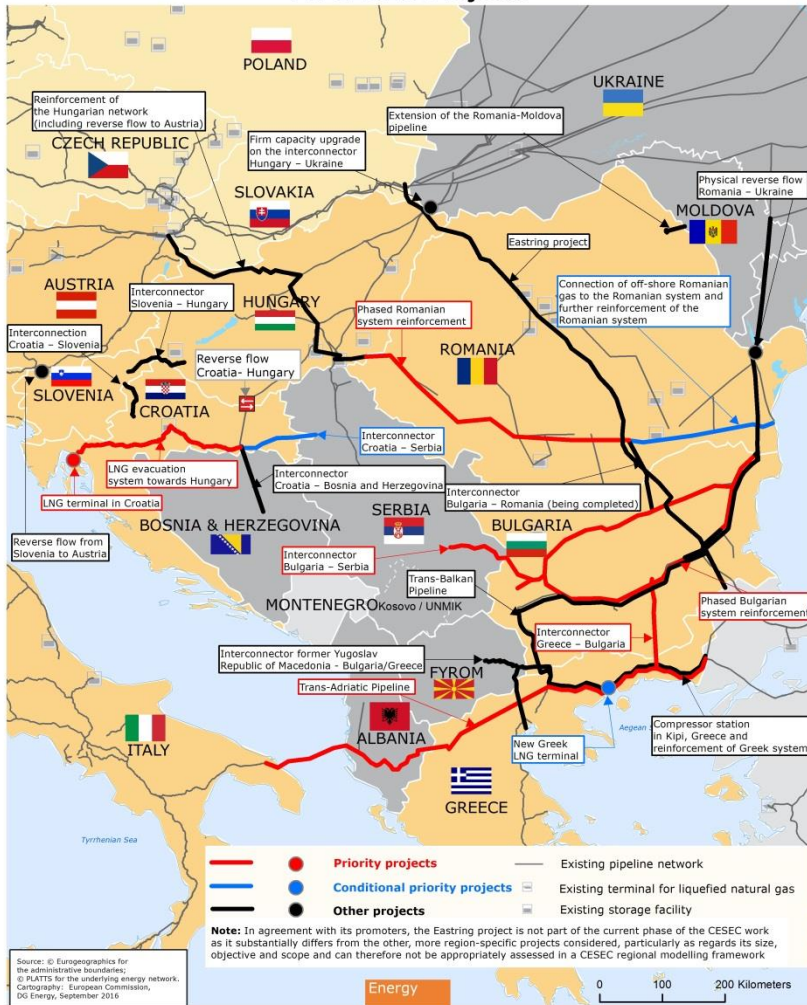 POLAND
UKRAINE
Reinforcement of
the Hungarian network
(including reverse flow to Austria)
Extension of the Romania-Moldova
pipeline
CZECH REPUBLIC
Firm capacity upgrade
on the interconnector
Hungary – Ukraine
Physical reverse flow
Romania – Ukraine
SLOVAKIA
MOLDOVA
Eastring project
AUSTRIA
Interconnector
Slovenia – Hungary
HUNGARY
Connection of off-shore Romanian
gas to the Romanian system and
further reinforcement of the
Romanian system
Interconnection
Croatia – Slovenia
Phased Romanian
system reinforcement
ROMANIA
Reverse flow
Croatia- Hungary
SLOVENIA
CROATIA
Interconnector
Croatia – Serbia
LNG evacuation
system towards Hungary
Interconnector
Croatia – Bosnia and Herzegovina
LNG terminal in Croatia
Interconnector
Bulgaria – Romania (being completed)
SERBIA
BOSNIA & HERZEGOVINA
BULGARIA
Reverse flow from
Slovenia to Austria
Interconnector
Bulgaria – Serbia
Trans-Balkan
Pipeline
MONTENEGRO
Kosovo / UNMIK
Phased Bulgarian
system reinforcement
Interconnector
Greece – Bulgaria
Interconnector former Yugoslav
Republic of Macedonia - Bulgaria/Greece
FYROM
Trans-Adriatic Pipeline
ALBANIA
Aegean
Compressor station
in Kipi, Greece and
reinforcement of Greek system
ITALY
New Greek
LNG terminal
GREECE
Tyrrhenian Sea
Priority projects
Existing pipeline network
Conditional priority projects
Existing terminal for liquefied natural gas
Other projects
Existing storage facility
Note: In agreement with its promoters, the Eastring project is not part of the current phase of the CESEC work
as it substantially differs from the other, more region-specific projects considered, particularly as regards its size,
objective and scope and can therefore not be appropriately assessed in a CESEC regional modelling framework
Source: © Eurogeographics for
the administrative boundaries;
© PLATTS for the underlying energy network.
Cartography: European Commission,
DG Energy, September 2016
Energy
0 100 200 Kilometers